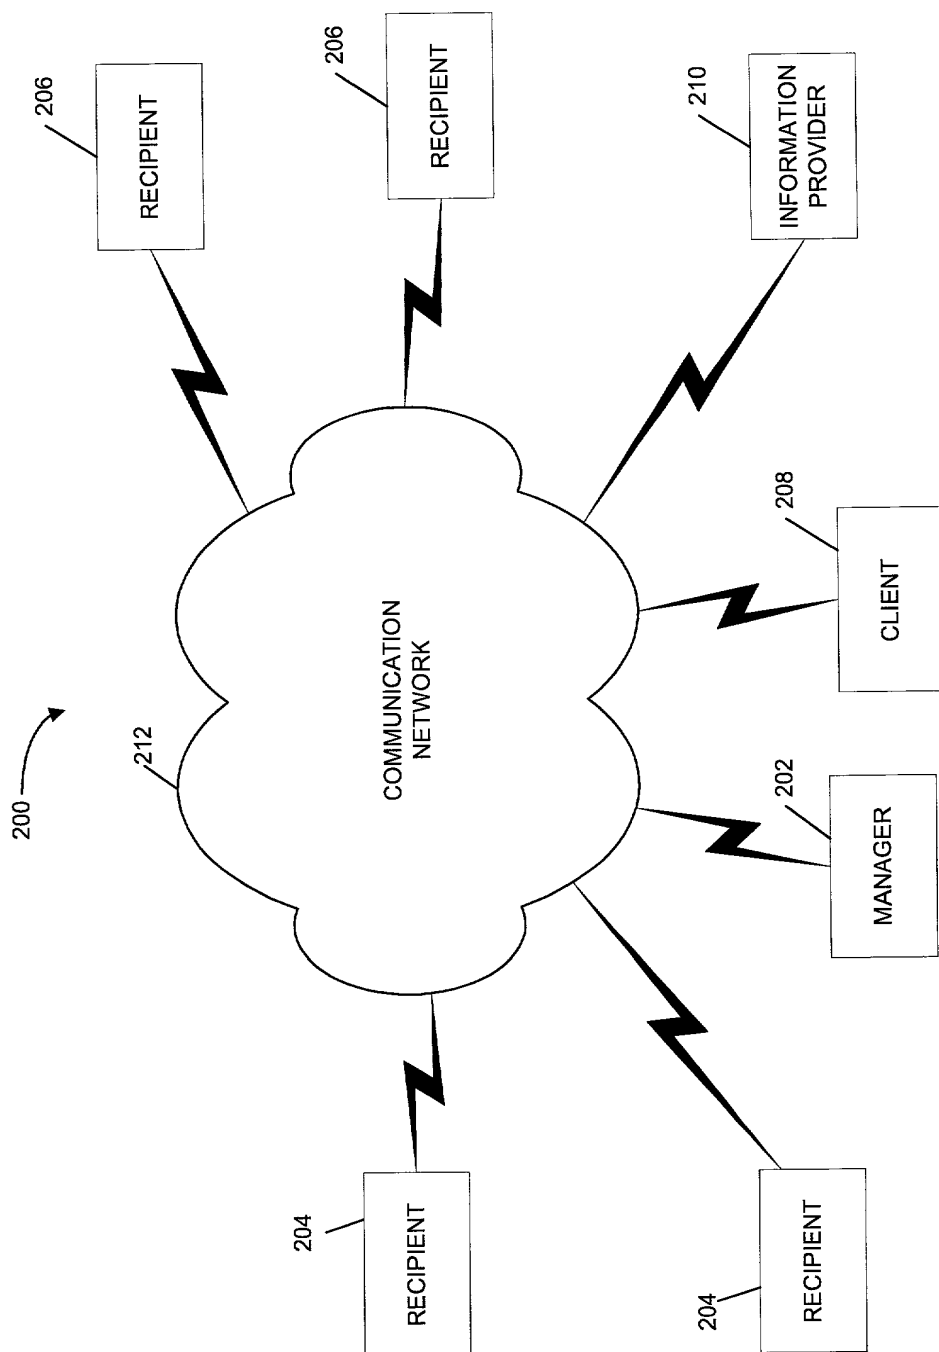 200
212
COMMUNICATION
NETWORK
204
RECIPIENT
204
RECIPIENT
202
MANAGER
208
CLIENT
210
INFORMATION
PROVIDER
206
RECIPIENT
206
RECIPIENT